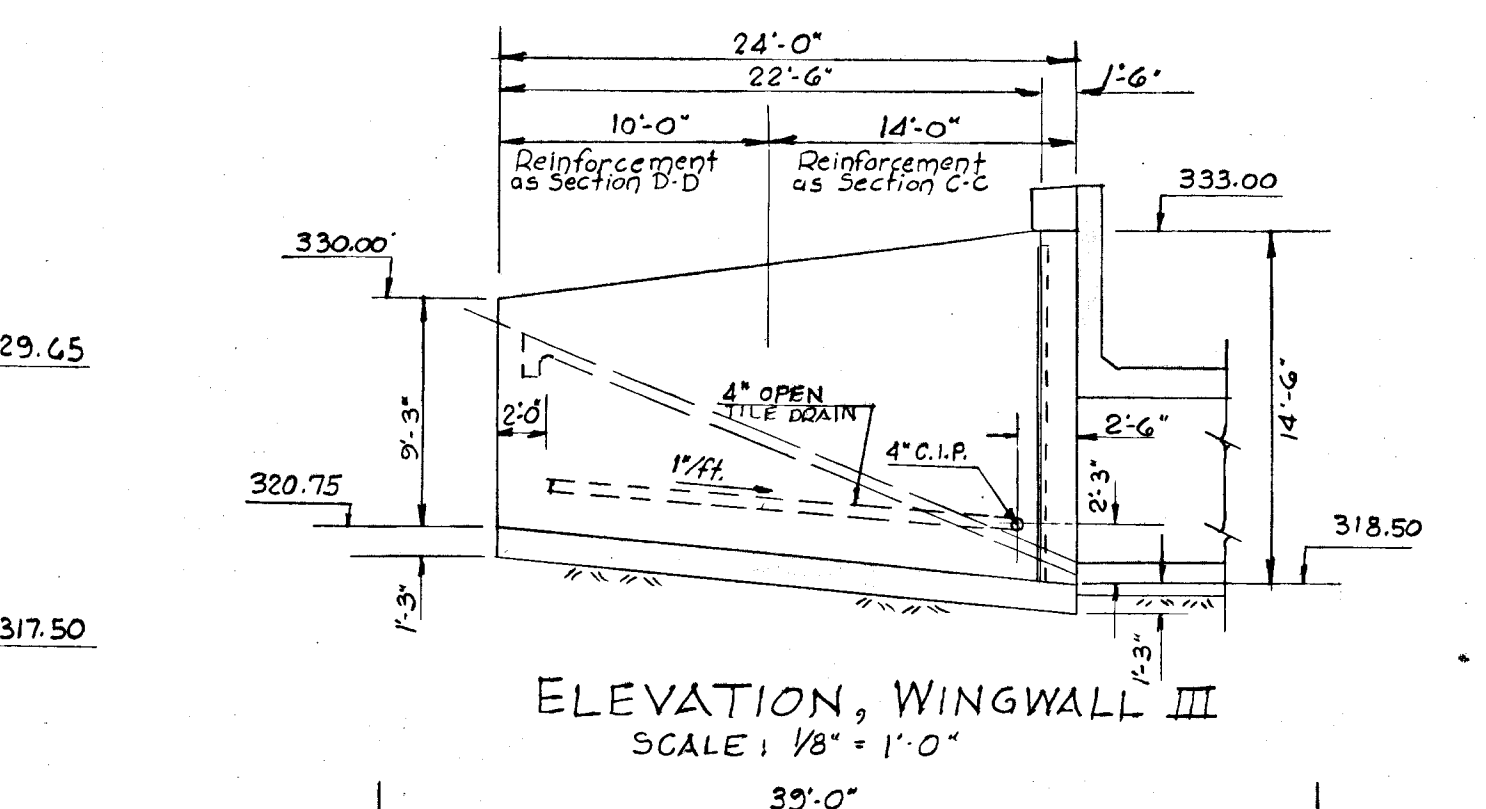 24'-0"
22'-6"
1'-6"
10'-0"
14'-0"
Reinforcement
as Section D-D
Reinforcement
as Section C-C
333.00
330.00'
29.65
4" OPEN
TILE DRAIN
2'-0"
9'-3"
14'-6"
2'-6"
4" C.I.P.
1"/ft.
2'-3"
320.75
318.50
1'-3"
317.50
1'-3"
ELEVATION, WINGWALL III
SCALE: 1/8" = 1'-0"
39'-0"